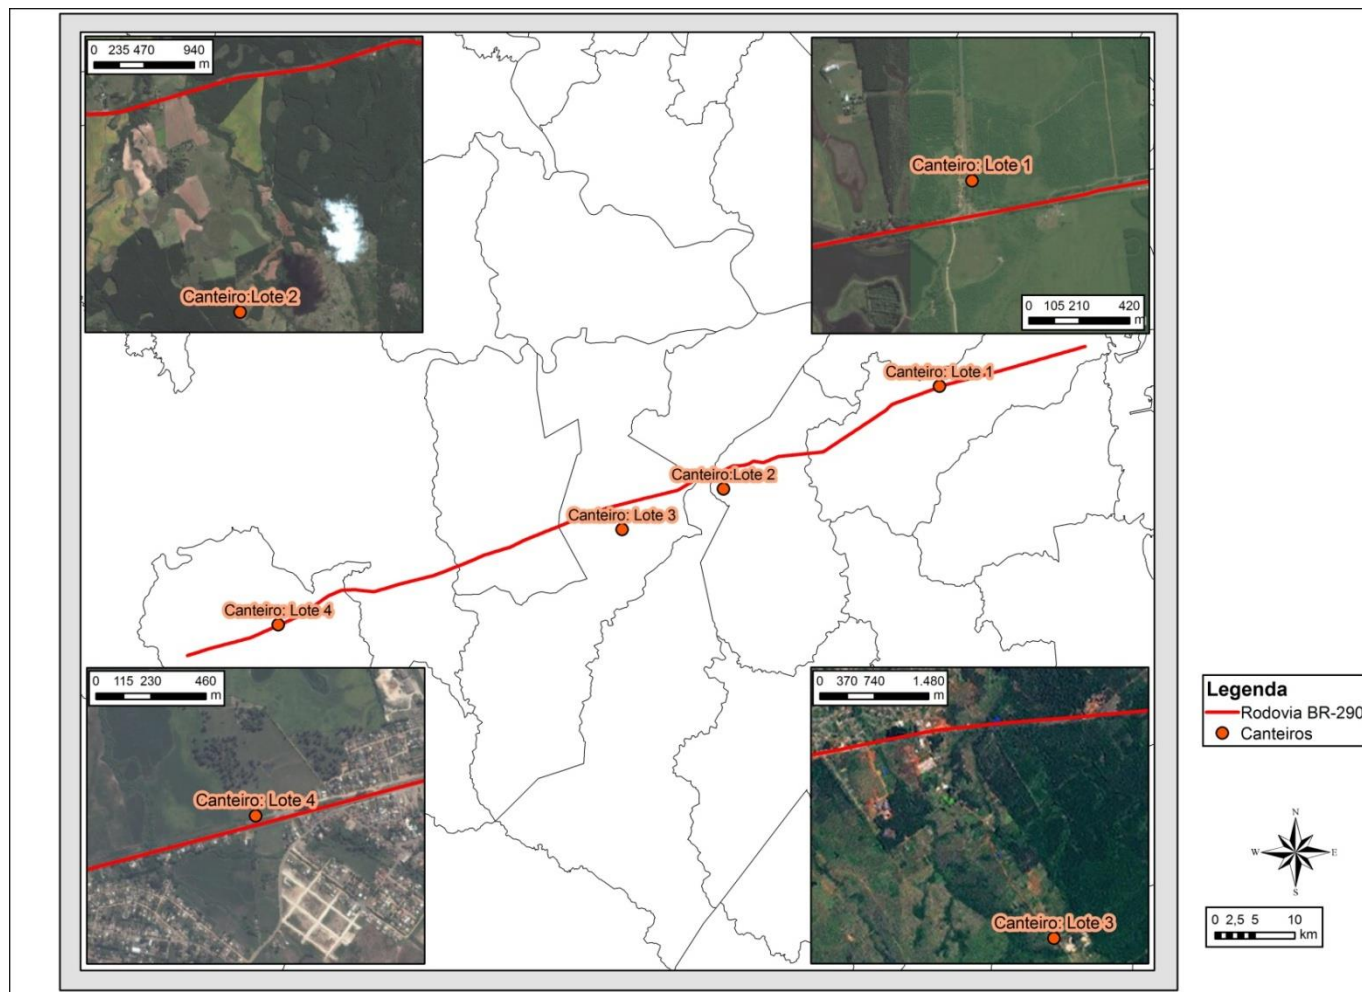 0 235 470 940
m
Canteiro:Lote 2
Canteiro: Lote 1
0 105 210 420
m
Canteiro: Lote 1
Canteiro:Lote 2
Canteiro: Lote 3
Canteiro: Lote 4
0 115 230 460
m
Canteiro: Lote 4
0 370 740 1.480
m
Canteiro: Lote 3
Legenda
Rodovia BR-290
Canteiros
N
W E
S
0 2,5 5 10
km